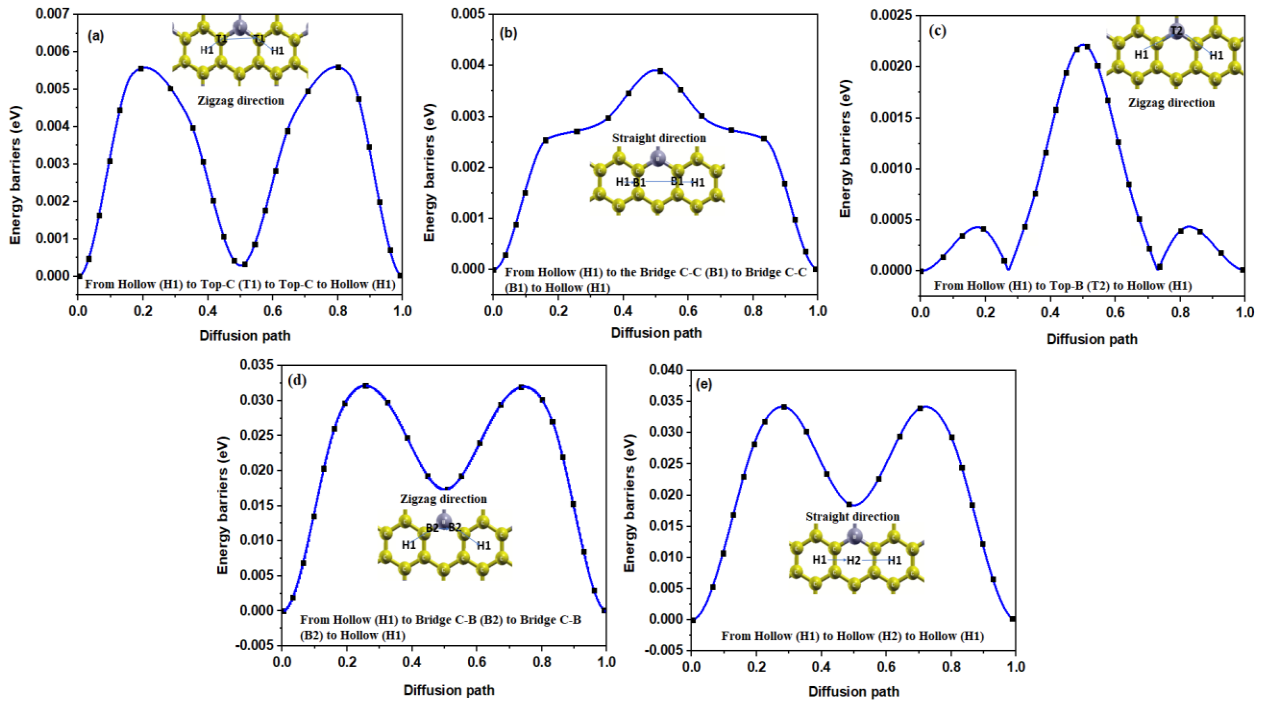 (a)
Energy barriers (eV)
0.007
0.006
0.005
0.004
0.003
0.002
0.001
0.000
T1 T1
H1 H1
Zigzag direction
From Hollow (H1) to Top-C (T1) to Top-C to Hollow (H1)
0.0 0.2 0.4 0.6 0.8 1.0
Diffusion path
(b)
Energy barriers (eV)
0.005
0.004
0.003
0.002
0.001
0.000
Straight direction
H1 B1 B1 H1
From Hollow (H1) to the Bridge C-C (B1) to Bridge C-C
(B1) to Hollow (H1)
0.0 0.2 0.4 0.6 0.8 1.0
Diffusion path
(c)
Energy barriers (eV)
0.0025
0.0020
0.0015
0.0010
0.0005
0.0000
T2
H1 H1
Zigzag direction
From Hollow (H1) to Top-B (T2) to Hollow (H1)
0.0 0.2 0.4 0.6 0.8 1.0
Diffusion path
(d)
Energy barriers (eV)
0.035
0.030
0.025
0.020
0.015
0.010
0.005
0.000
-0.005
Zigzag direction
B2 B2
H1 H1
From Hollow (H1) to Bridge C-B (B2) to Bridge C-B
(B2) to Hollow (H1)
0.0 0.2 0.4 0.6 0.8 1.0
Diffusion path
(e)
Energy barriers (eV)
0.040
0.035
0.030
0.025
0.020
0.015
0.010
0.005
0.000
-0.005
Straight direction
H1 H2 H1
From Hollow (H1) to Hollow (H2) to Hollow (H1)
0.0 0.2 0.4 0.6 0.8 1.0
Diffusion path